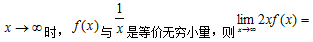 x→∞时，f(x)与 1/x 是等价无穷小量，则 lim_{x→∞} 2xf(x) =